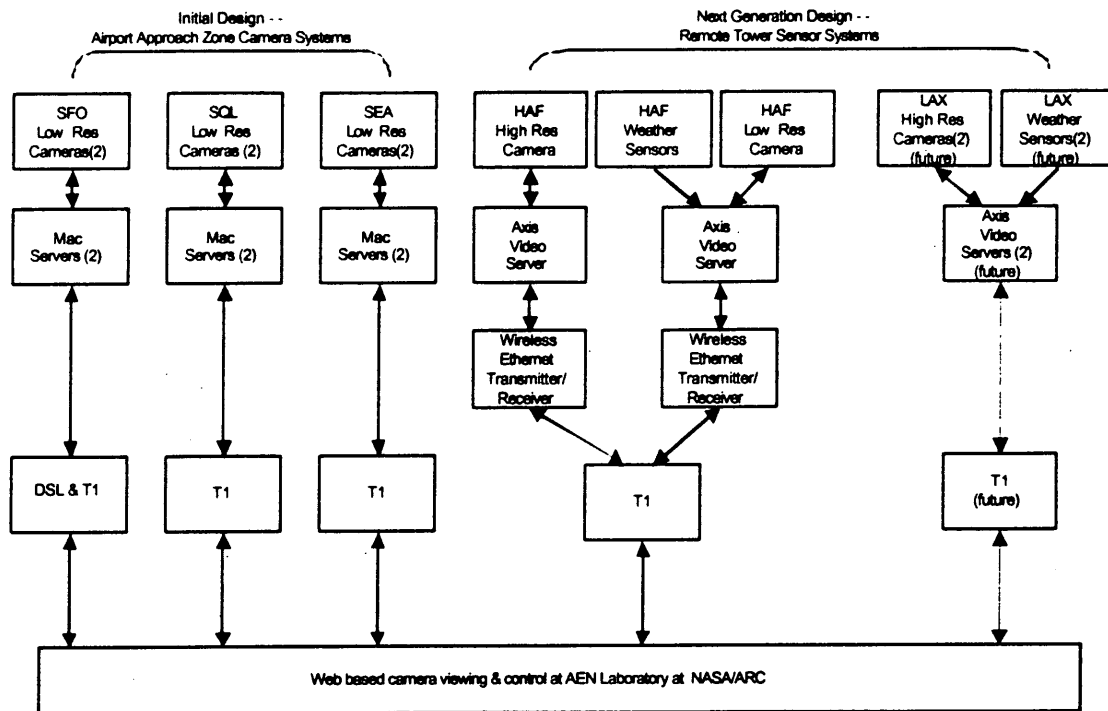 Initial Design - -
Airport Approach Zone Camera Systems
Next Generation Design --
Remote Tower Sensor Systems
SFO
Low Res
Cameras(2)
SQL
Low Res
Cameras (2)
SEA
Low Res
Cameras(2)
HAF
High Res
Camera
HAF
Weather
Sensors
HAF
Low Res
Camera
LAX
High Res
Cameras(2)
(future)
LAX
Weather
Sensors(2)
(future)
Mac
Servers (2)
Mac
Servers (2)
Mac
Servers (2)
Axis
Video
Server
Axis
Video
Server
Axis
Video
Servers (2)
(future)
Wireless
Ethernet
Transmitter/
Receiver
Wireless
Ethernet
Transmitter/
Receiver
DSL & T1
T1
T1
T1
T1
(future)
Web based camera viewing & control at AEN Laboratory at NASA/ARC